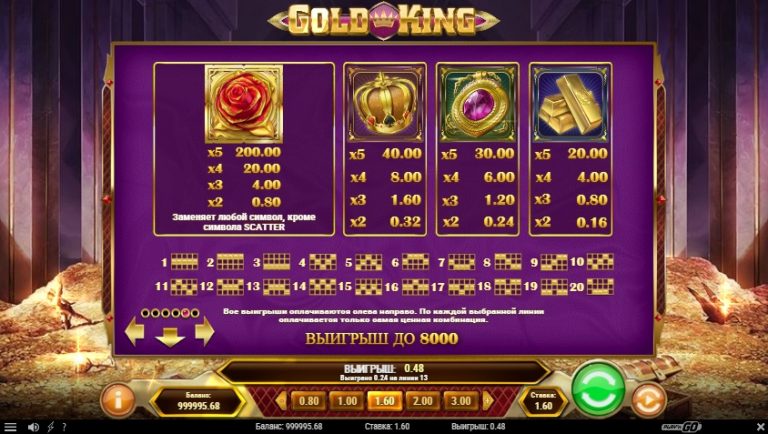 GOLD KING
x5 200.00
x4 20.00
x3 4.00
x2 0.80
Заменяет любой символ, кроме
символа SCATTER
x5 40.00
x4 8.00
x3 1.60
x2 0.32
x5 30.00
x4 6.00
x3 1.20
x2 0.24
x5 20.00
x4 4.00
x3 0.80
x2 0.16
1 2 3 4 5 6 7 8 9 10
11 12 13 14 15 16 17 18 19 20
Все выигрыши оплачиваются слева направо. По каждой выбранной линии
оплачивается только самая ценная комбинация.
ВЫИГРЫШ ДО 8000
ВЫИГРЫШ: 0.48
Выиграно 0.24 на линии 13
Баланс:
999995.68
0.80 1.00 1.60 2.00 3.00 +
Ставка:
1.60
Баланс: 999995.68 Ставка: 1.60 Выигрыш: 0.48
PLAY'N GO